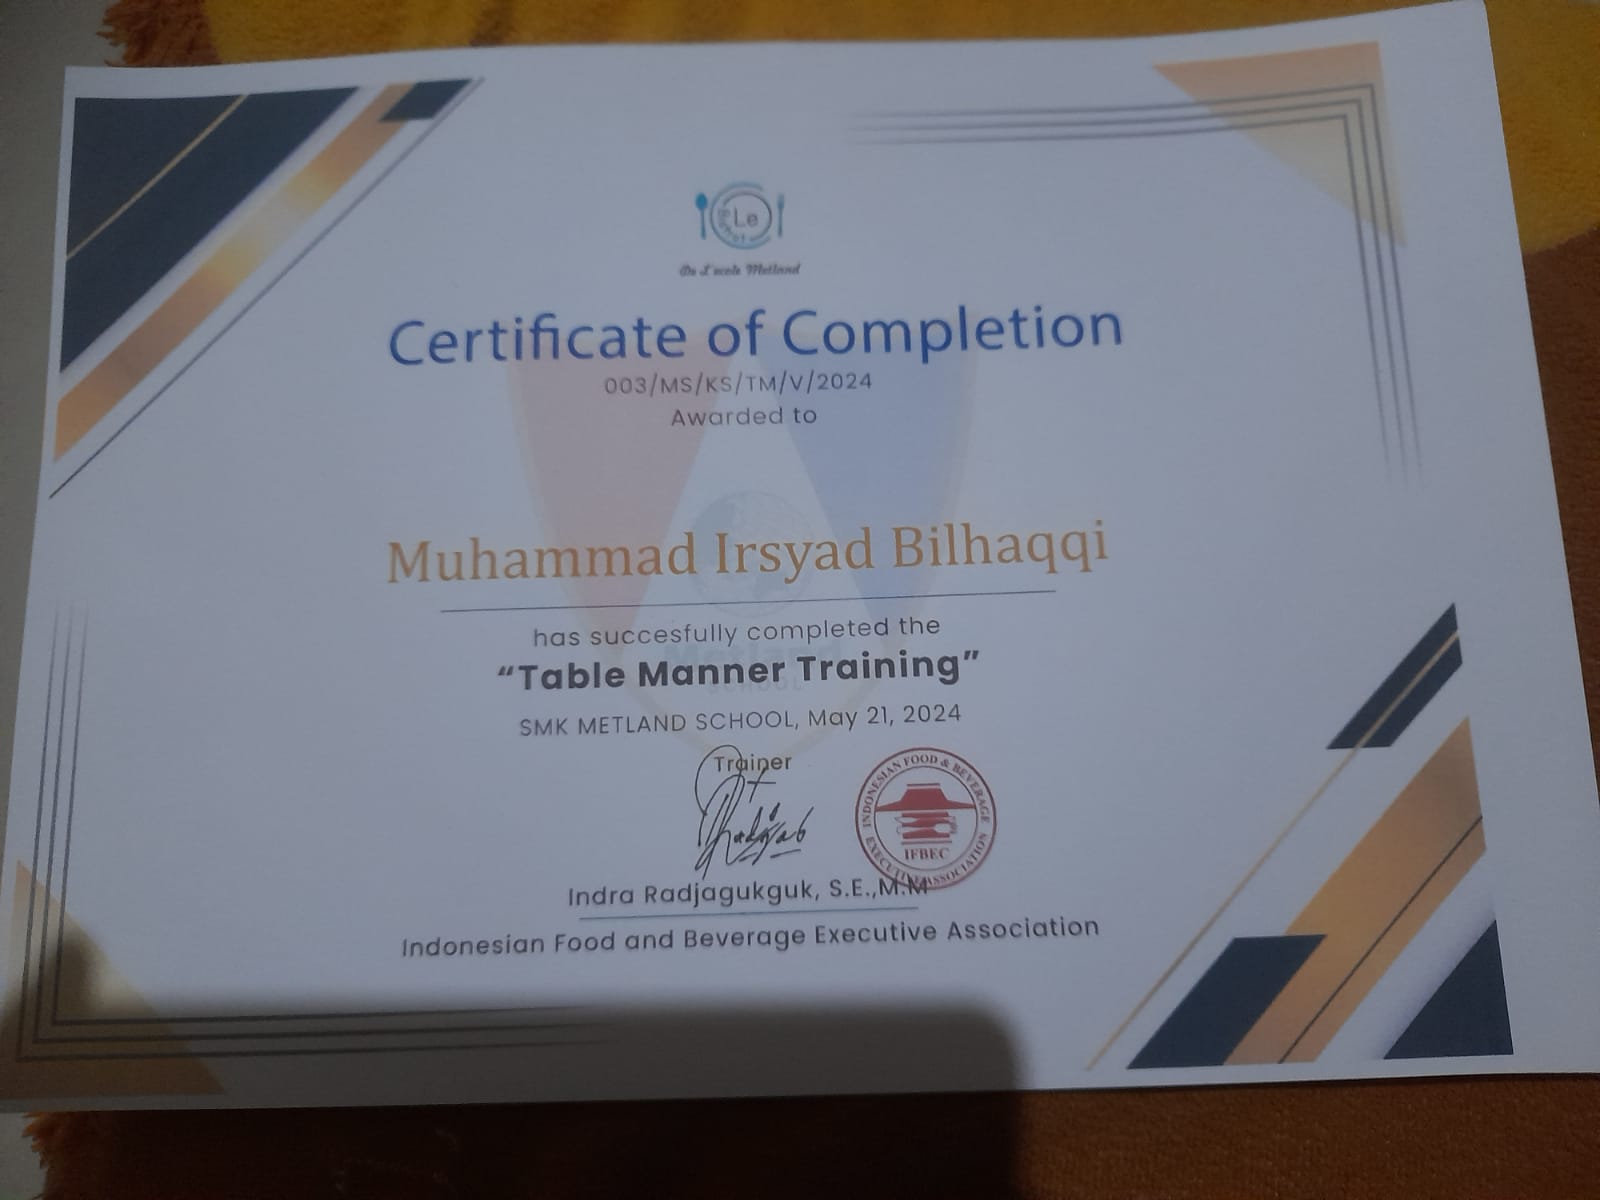 Le
De L'ecole Metland
Certificate of Completion
003/MS/KS/TM/V/2024
Awarded to
Muhammad Irsyad Bilhaqqi
has succesfully completed the
“Table Manner Training”
SMK METLAND SCHOOL, May 21, 2024
Trainer
INDONESIAN FOOD & BEVERAGE
EXECUTIVE ASSOCIATION
IFBEC
Indra Radjagukguk, S.E.,M.M
Indonesian Food and Beverage Executive Association